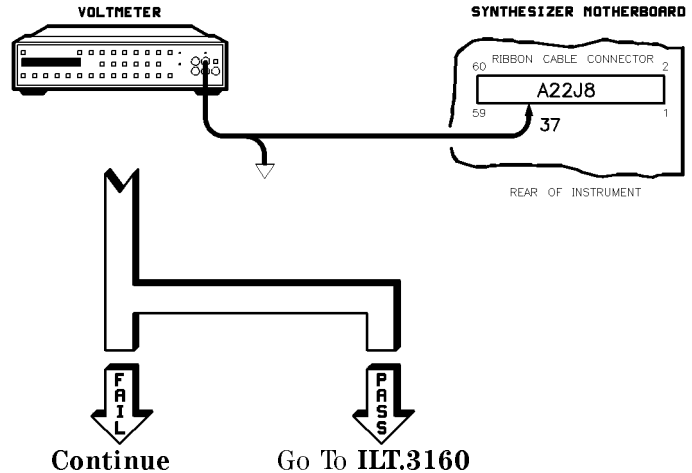 VOLTMETER
SYNTHESIZER MOTHERBOARD
RIBBON CABLE CONNECTOR
60
2
A22J8
59
1
37
REAR OF INSTRUMENT
FAIL
PASS
Continue
Go To ILT.3160